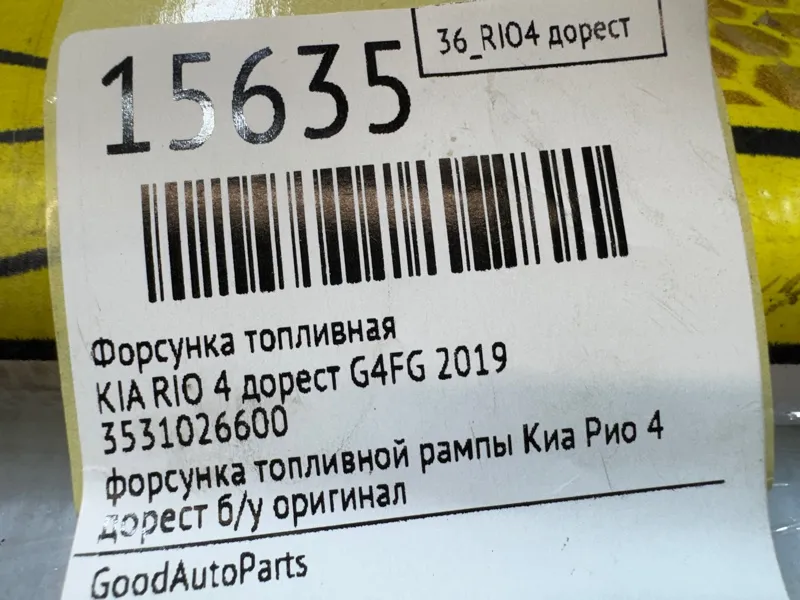 36_RIO4 дорест
15635
Форсунка топливная
KIA RIO 4 дорест G4FG 2019
3531026600
форсунка топливной рампы Киа Рио 4
дорест б/у оригинал
GoodAutoParts